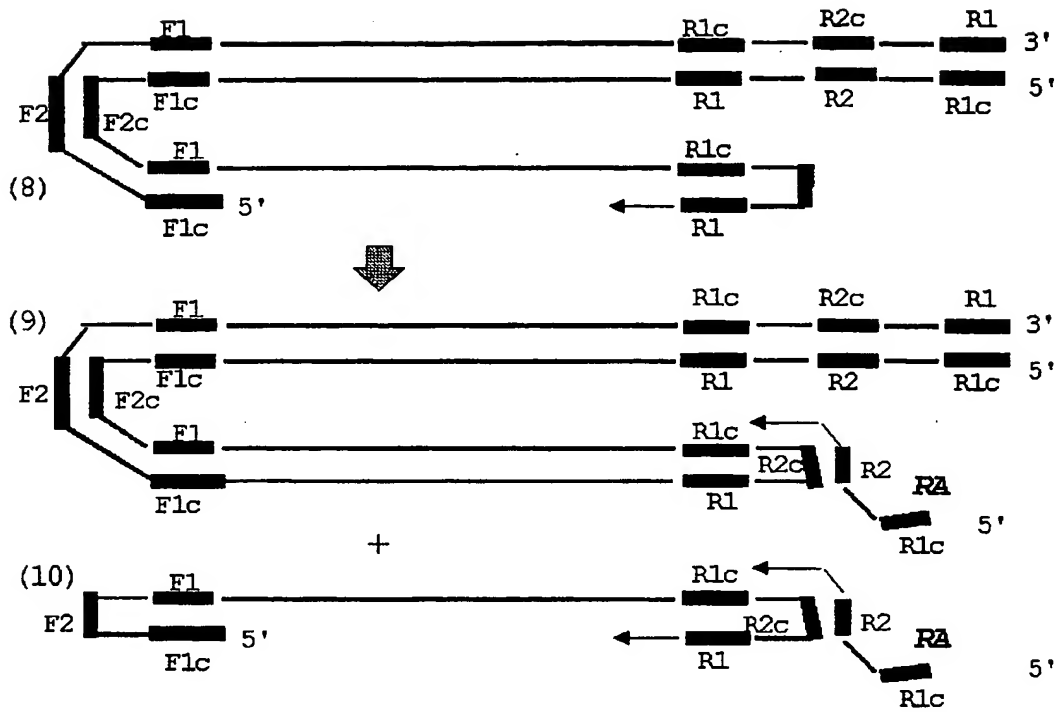 F1 R1c R2c R1
3'
5'
F2 F2c F1c R1 R2 R1c
F1 R1c
(8)
F1c 5' R1
(9) F1 R1c R2c R1
3'
5'
F2 F2c F1c R1 R2 R1c
F1 R1c
R2c R2
F1c R1 RA
R1c 5'
+
(10) F1 R1c
F2 5' R2c R2
F1c R1 RA
R1c 5'